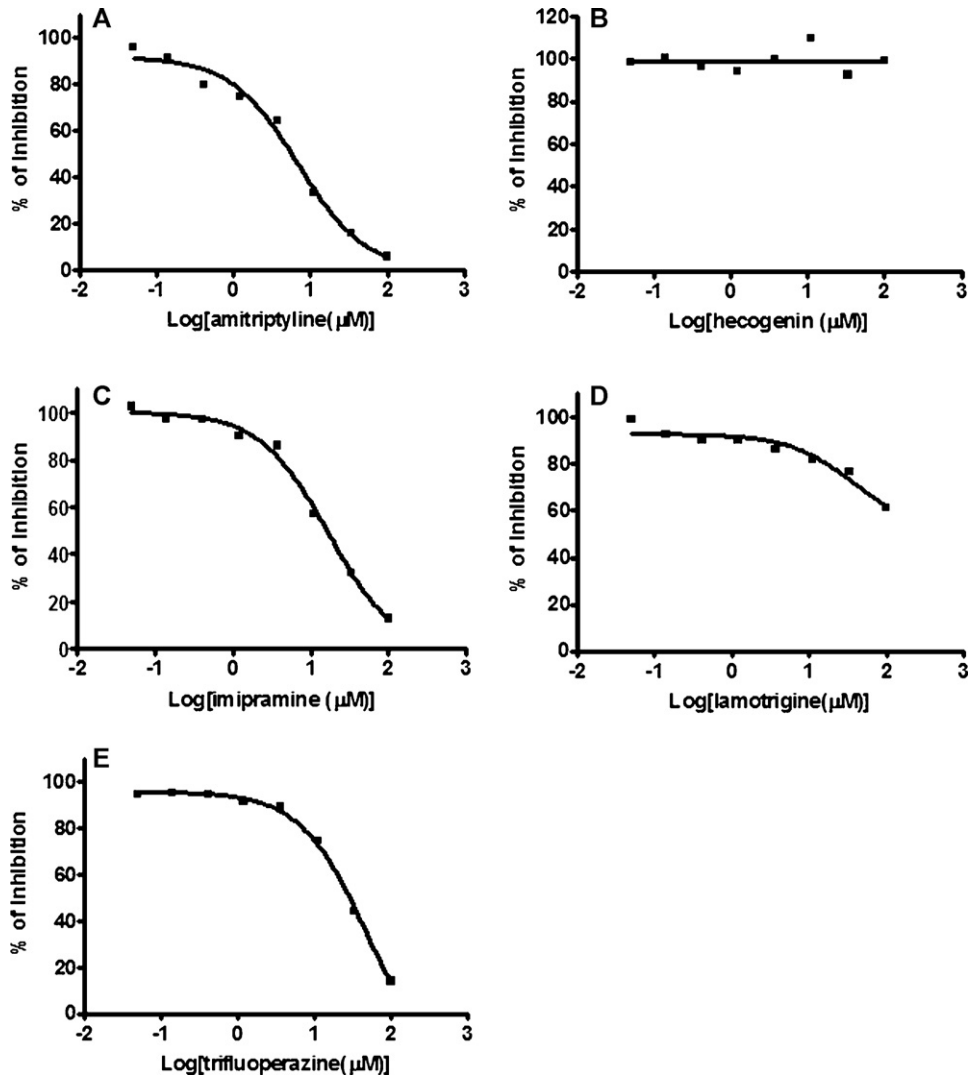 A
% of Inhibition
100
80
60
40
20
0
-2 -1 0 1 2 3
Log[amitriptyline(µM)]
B
% of Inhibition
120
100
80
60
40
20
0
-2 -1 0 1 2 3
Log[hecogenin (µM)]
C
% of Inhibition
100
80
60
40
20
0
-2 -1 0 1 2 3
Log[imipramine (µM)]
D
% of Inhibition
100
80
60
40
20
0
-2 -1 0 1 2 3
Log[lamotrigine(µM)]
E
% of Inhibition
100
80
60
40
20
0
-2 -1 0 1 2 3
Log[trifluoperazine(µM)]